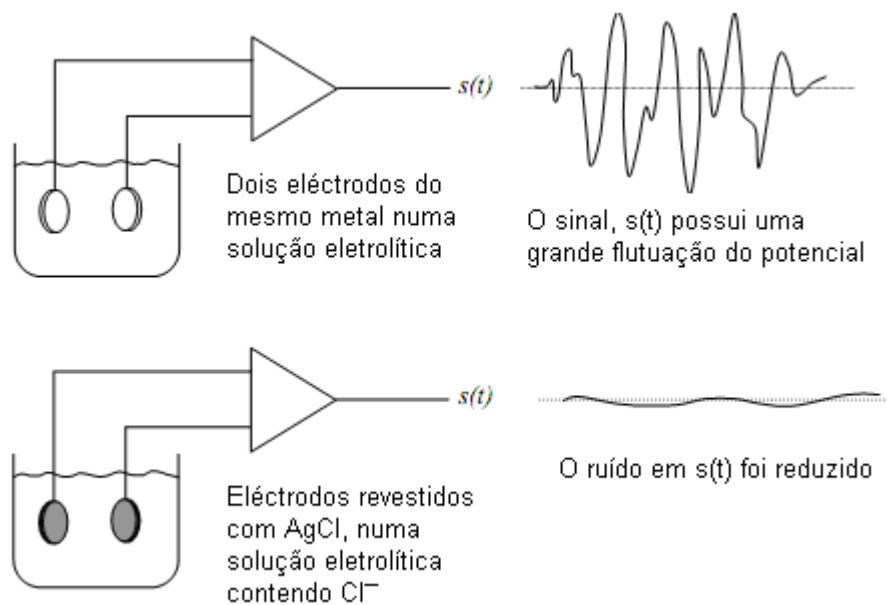 s(t)
Dois eléctrodos do
mesmo metal numa
solução eletrolítica
O sinal, s(t) possui uma
grande flutuação do potencial
s(t)
Eléctrodos revestidos
com AgCl, numa
solução eletrolítica
contendo Cl⁻
O ruído em s(t) foi reduzido